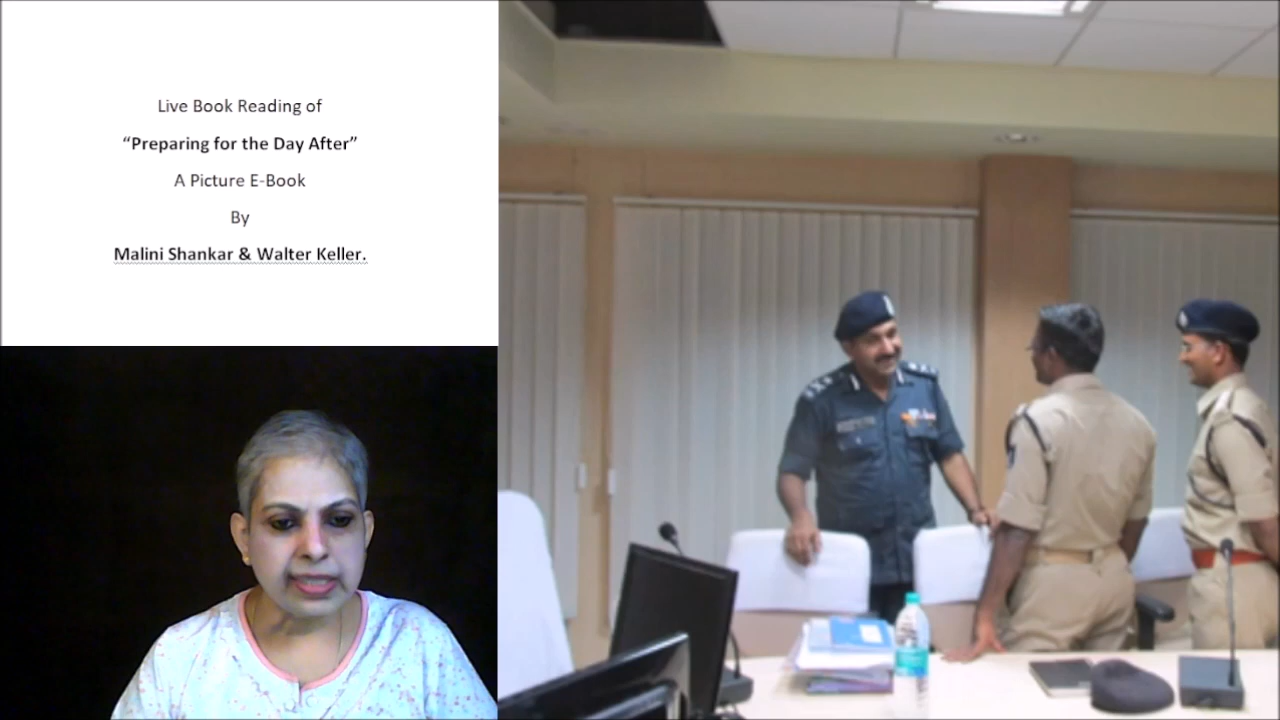 Live Book Reading of
“Preparing for the Day After”
A Picture E-Book
By
Malini Shankar & Walter Keller.